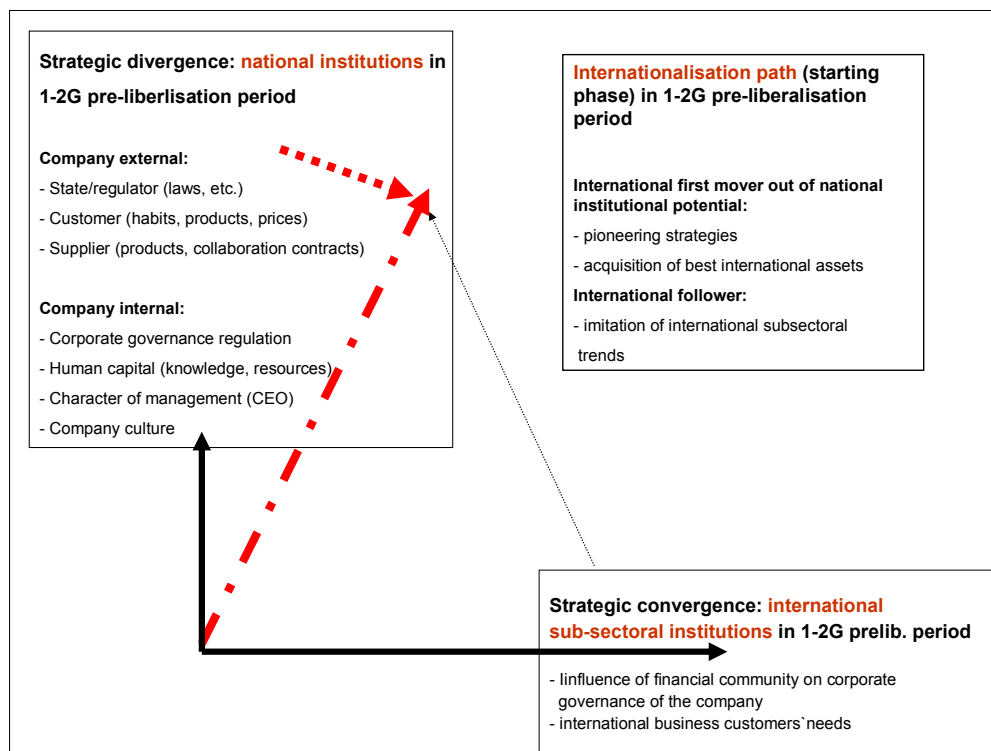 Strategic divergence: national institutions in
1-2G pre-liberlisation period
Company external:
- State/regulator (laws, etc.)
- Customer (habits, products, prices)
- Supplier (products, collaboration contracts)
Company internal:
- Corporate governance regulation
- Human capital (knowledge, resources)
- Character of management (CEO)
- Company culture
Internationalisation path (starting
phase) in 1-2G pre-liberalisation
period
International first mover out of national
institutional potential:
- pioneering strategies
- acquisition of best international assets
International follower:
- imitation of international subsectoral
trends
Strategic convergence: international
sub-sectoral institutions in 1-2G prelib. period
- Iinfluence of financial community on corporate
governance of the company
- international business customers`needs